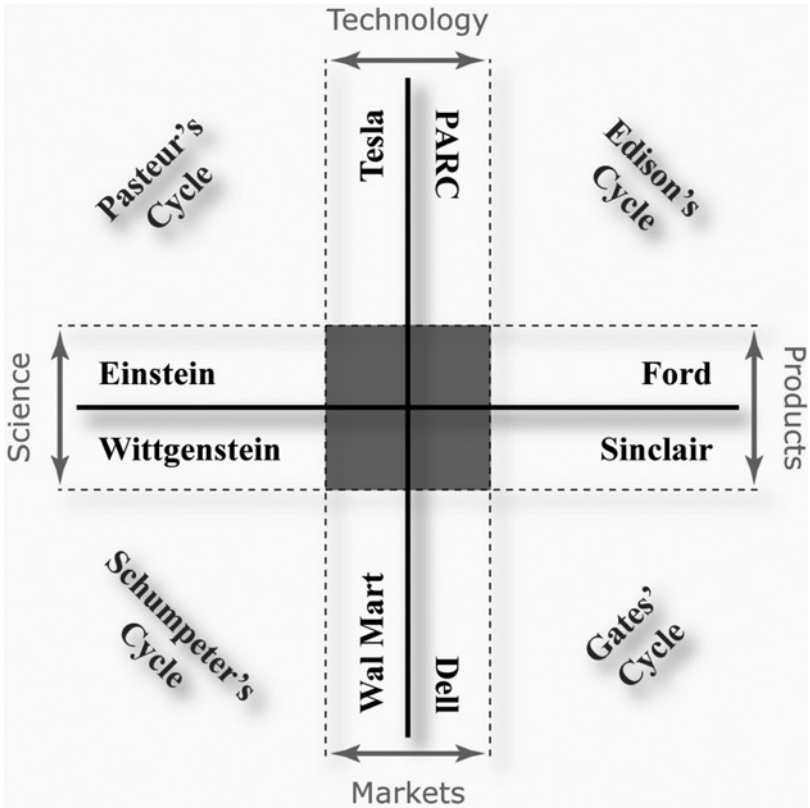 Technology
Pasteur's
Cycle
Tesla
PARC
Edison's
Cycle
Science
Einstein
Wittgenstein
Ford
Sinclair
Products
Schumpeter's
Cycle
Wal Mart
Dell
Gates'
Cycle
Markets